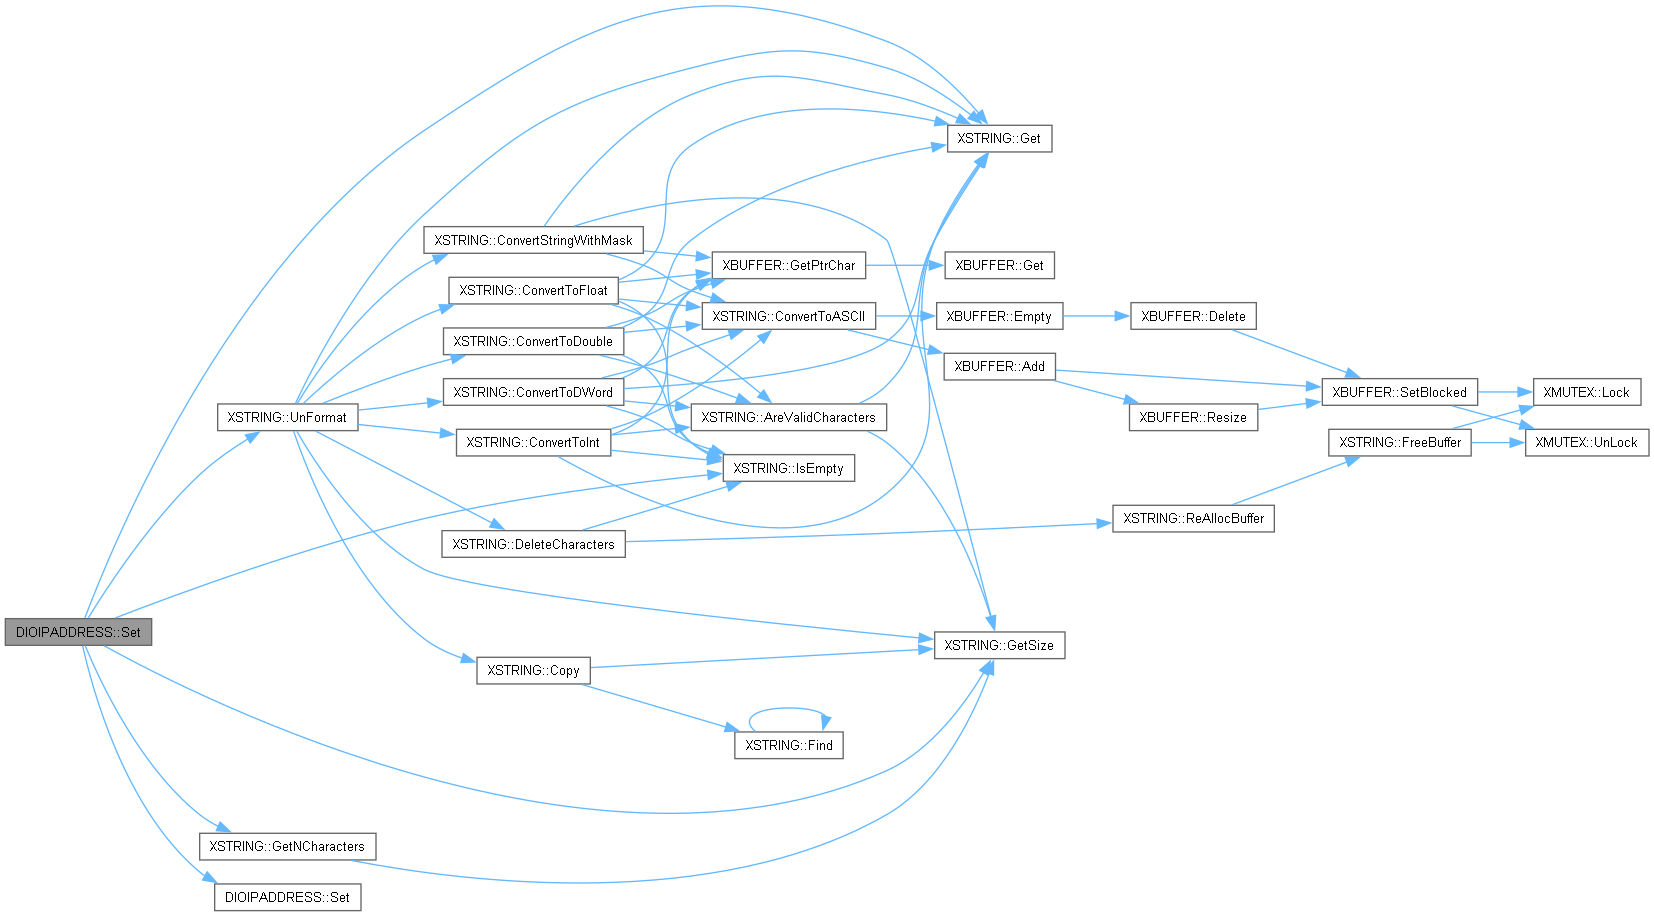 XSTRING::Get
XSTRING::ConvertStringWithMask
XBUFFER::GetPtrChar
XBUFFER::Get
XSTRING::ConvertToFloat
XSTRING::ConvertToASCII
XBUFFER::Empty
XBUFFER::Delete
XSTRING::ConvertToDouble
XBUFFER::Add
XSTRING::ConvertToDWord
XBUFFER::SetBlocked
XMUTEX::Lock
XSTRING::UnFormat
XSTRING::AreValidCharacters
XBUFFER::Resize
XSTRING::ConvertToInt
XSTRING::FreeBuffer
XMUTEX::UnLock
XSTRING::IsEmpty
XSTRING::ReAllocBuffer
XSTRING::DeleteCharacters
DIOIPADDRESS::Set
XSTRING::GetSize
XSTRING::Copy
XSTRING::Find
XSTRING::GetNCharacters
DIOIPADDRESS::Set